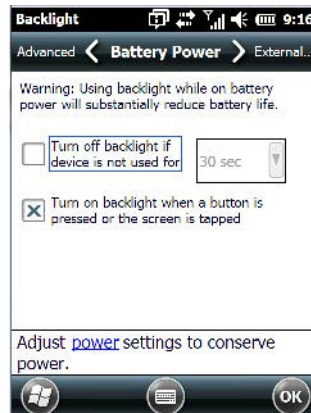 Backlight 9:16
Advanced Battery Power External...
Warning: Using backlight while on battery
power will substantially reduce battery life.
Turn off backlight if
device is not used for
30 sec
Turn on backlight when a button is
pressed or the screen is tapped
Adjust power settings to conserve
power.
OK